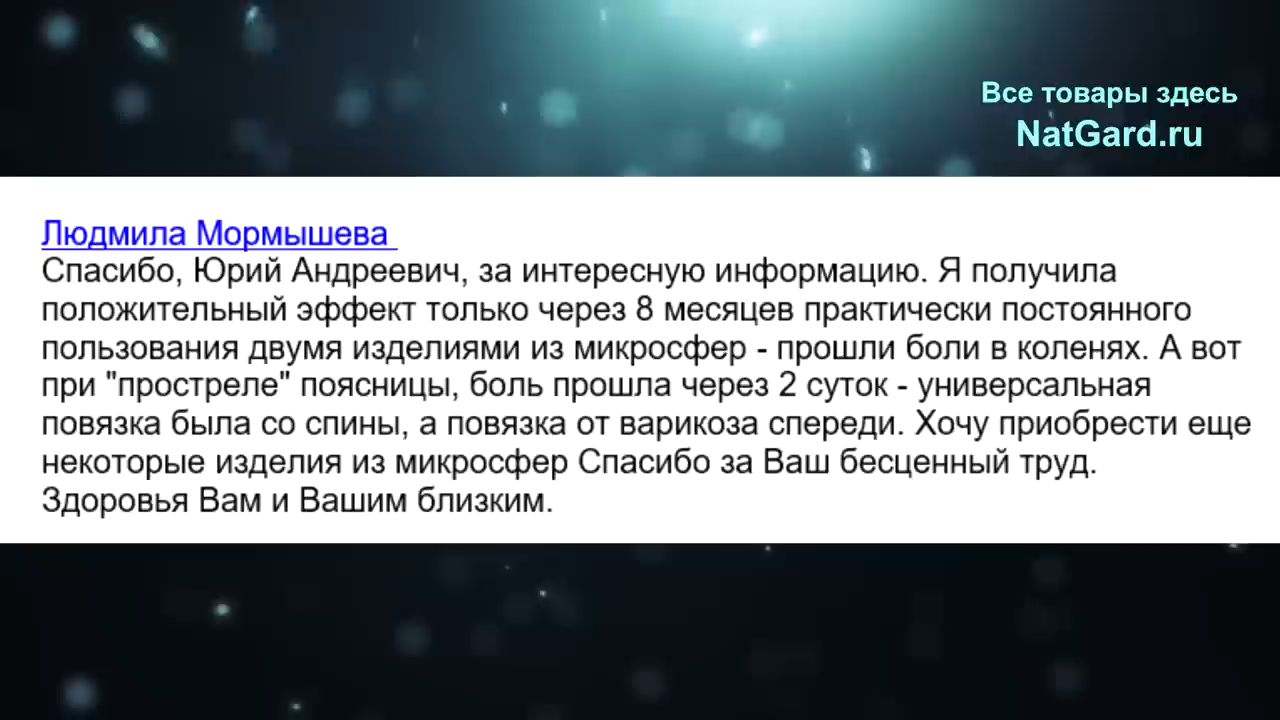 Все товары здесь
NatGard.ru
Людмила Мормышева
Спасибо, Юрий Андреевич, за интересную информацию. Я получила
положительный эффект только через 8 месяцев практически постоянного
пользования двумя изделиями из микросфер - прошли боли в коленях. А вот
при "простреле" поясницы, боль прошла через 2 суток - универсальная
повязка была со спины, а повязка от варикоза спереди. Хочу приобрести еще
некоторые изделия из микросфер Спасибо за Ваш бесценный труд.
Здоровья Вам и Вашим близким.